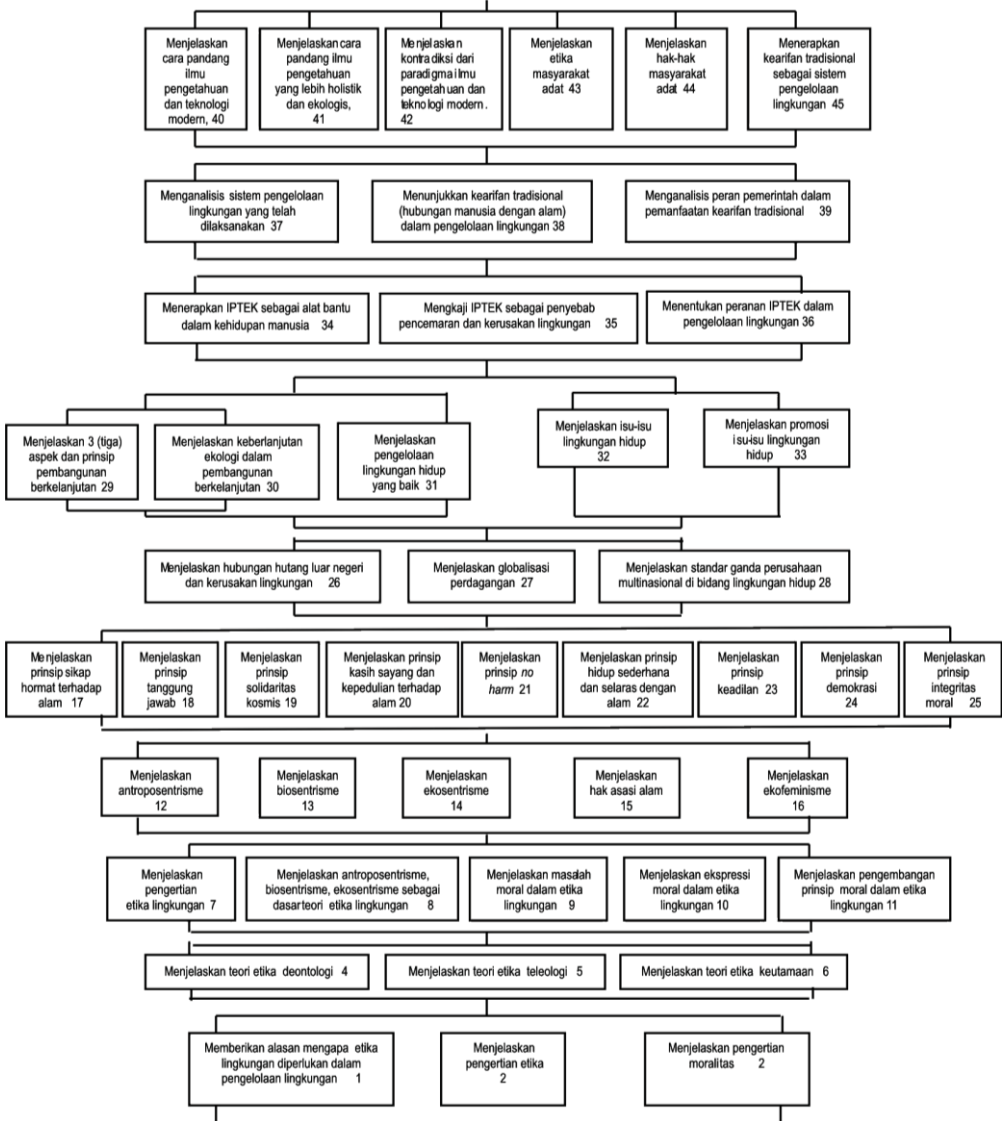 Menjelaskan
cara pandang
ilmu
pengetahuan
dan teknologi
modern, 40
Menjelaskan cara
pandang ilmu
pengetahuan
yang lebih holistik
dan ekologis,
41
Menjelaskan
kontradiksi dari
paradigma ilmu
pengetahuan dan
teknologi modern.
42
Menjelaskan
etika
masyarakat
adat 43
Menjelaskan
hak-hak
masyarakat
adat 44
Menerapkan
kearifan tradisional
sebagai sistem
pengelolaan
lingkungan 45
Menganalisis sistem pengelolaan
lingkungan yang telah
dilaksanakan 37
Menunjukkan kearifan tradisional
(hubungan manusia dengan alam)
dalam pengelolaan lingkungan 38
Menganalisis peran pemerintah dalam
pemanfaatan kearifan tradisional 39
Menerapkan IPTEK sebagai alat bantu
dalam kehidupan manusia 34
Mengkaji IPTEK sebagai penyebab
pencemaran dan kerusakan lingkungan 35
Menentukan peranan IPTEK dalam
pengelolaan lingkungan 36
Menjelaskan 3 (tiga)
aspek dan prinsip
pembangunan
berkelanjutan 29
Menjelaskan keberlanjutan
ekologi dalam
pembangunan
berkelanjutan 30
Menjelaskan
pengelolaan
lingkungan hidup
yang baik 31
Menjelaskan isu-isu
lingkungan hidup
32
Menjelaskan promosi
isu-isu lingkungan
hidup 33
Menjelaskan hubungan hutang luar negeri
dan kerusakan lingkungan 26
Menjelaskan globalisasi
perdagangan
27
Menjelaskan standar ganda perusahaan
multinasional di bidang lingkungan hidup 28
Menjelaskan
prinsip sikap
hormat terhadap
alam 17
Menjelaskan
prinsip
tanggung
jawab 18
Menjelaskan
prinsip
solidaritas
kosmis 19
Menjelaskan prinsip
kasih sayang dan
kepedulian terhadap
alam 20
Menjelaskan
prinsip no
harm 21
Menjelaskan prinsip
hidup sederhana
dan selaras dengan
alam 22
Menjelaskan
prinsip
keadilan 23
Menjelaskan
prinsip
demokrasi
24
Menjelaskan
prinsip
integritas
moral 25
Menjelaskan
antroposentrisme
12
Menjelaskan
biosentrisme
13
Menjelaskan
ekosentrisme
14
Menjelaskan
hak asasi alam
15
Menjelaskan
ekofeminisme
16
Menjelaskan
pengertian
etika lingkungan 7
Menjelaskan antroposentrisme,
biosentrisme, ekosentrisme sebagai
dasar teori etika lingkungan 8
Menjelaskan masalah
moral dalam etika
lingkungan 9
Menjelaskan ekspressi
moral dalam etika
lingkungan 10
Menjelaskan pengembangan
prinsip moral dalam etika
lingkungan 11
Menjelaskan teori etika deontologi 4
Menjelaskan teori etika teleologi 5
Menjelaskan teori etika keutamaan 6
Memberikan alasan mengapa etika
lingkungan diperlukan dalam
pengelolaan lingkungan 1
Menjelaskan
pengertian etika
2
Menjelaskan pengertian
moralitas 2